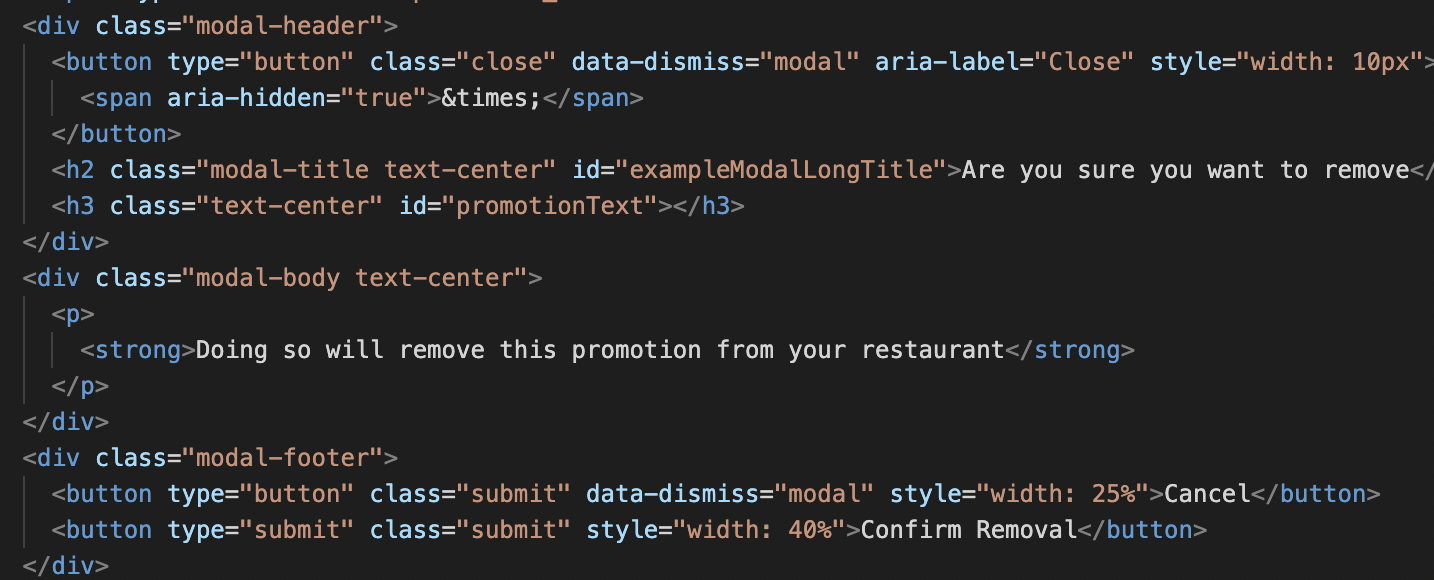 <div class="modal-header">
<button type="button" class="close" data-dismiss="modal" aria-label="Close" style="width: 10px">
<span aria-hidden="true">&times;</span>
</button>
<h2 class="modal-title text-center" id="exampleModalLongTitle">Are you sure you want to remove</
<h3 class="text-center" id="promotionText"></h3>
</div>
<div class="modal-body text-center">
<p>
<strong>Doing so will remove this promotion from your restaurant</strong>
</p>
</div>
<div class="modal-footer">
<button type="button" class="submit" data-dismiss="modal" style="width: 25%">Cancel</button>
<button type="submit" class="submit" style="width: 40%">Confirm Removal</button>
</div>